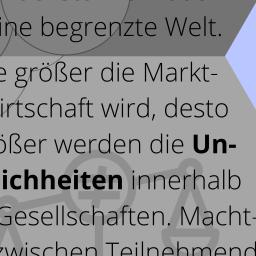 ine begrenzte Welt.
e größer die Markt-
irtschaft wird, desto
ößer werden die Un-
ichheiten innerhalb
Gesellschaften. Macht-
zwischen Teilnehmend